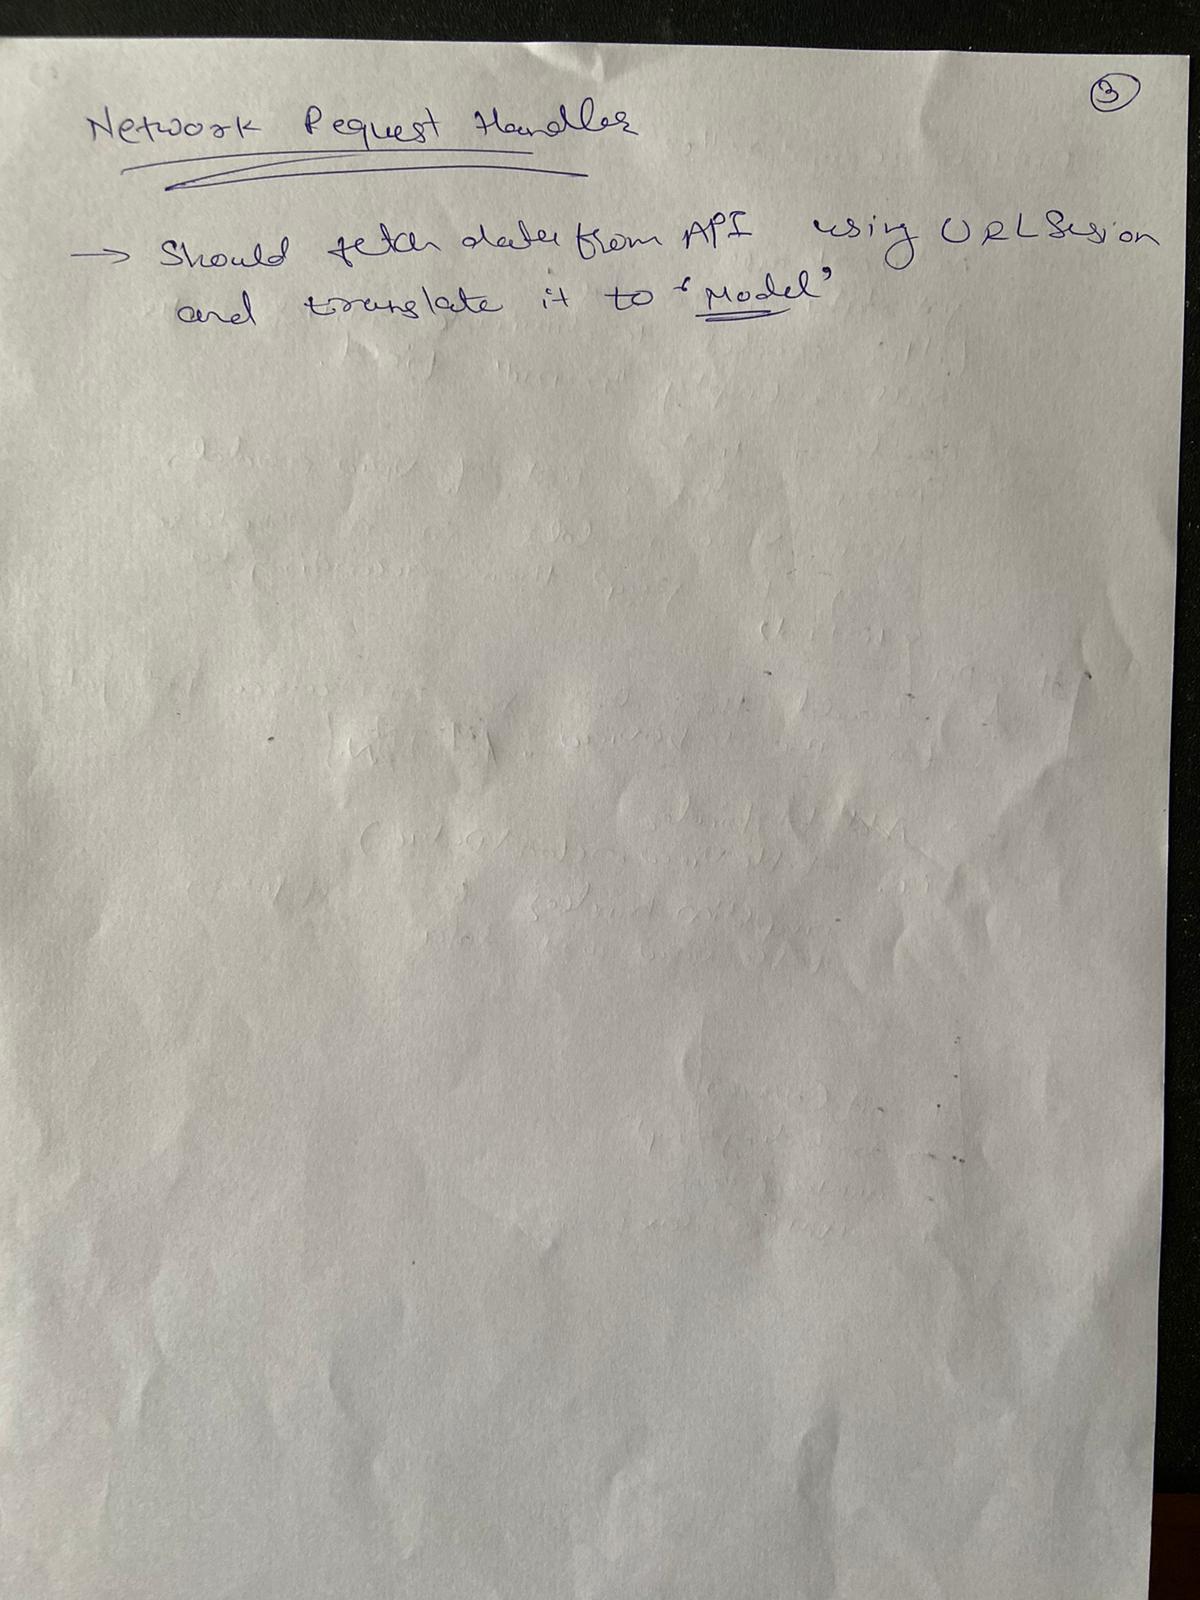 3
Network Request Handler
→ Should fetch data from API using URLSession
and translate it to 'Model'